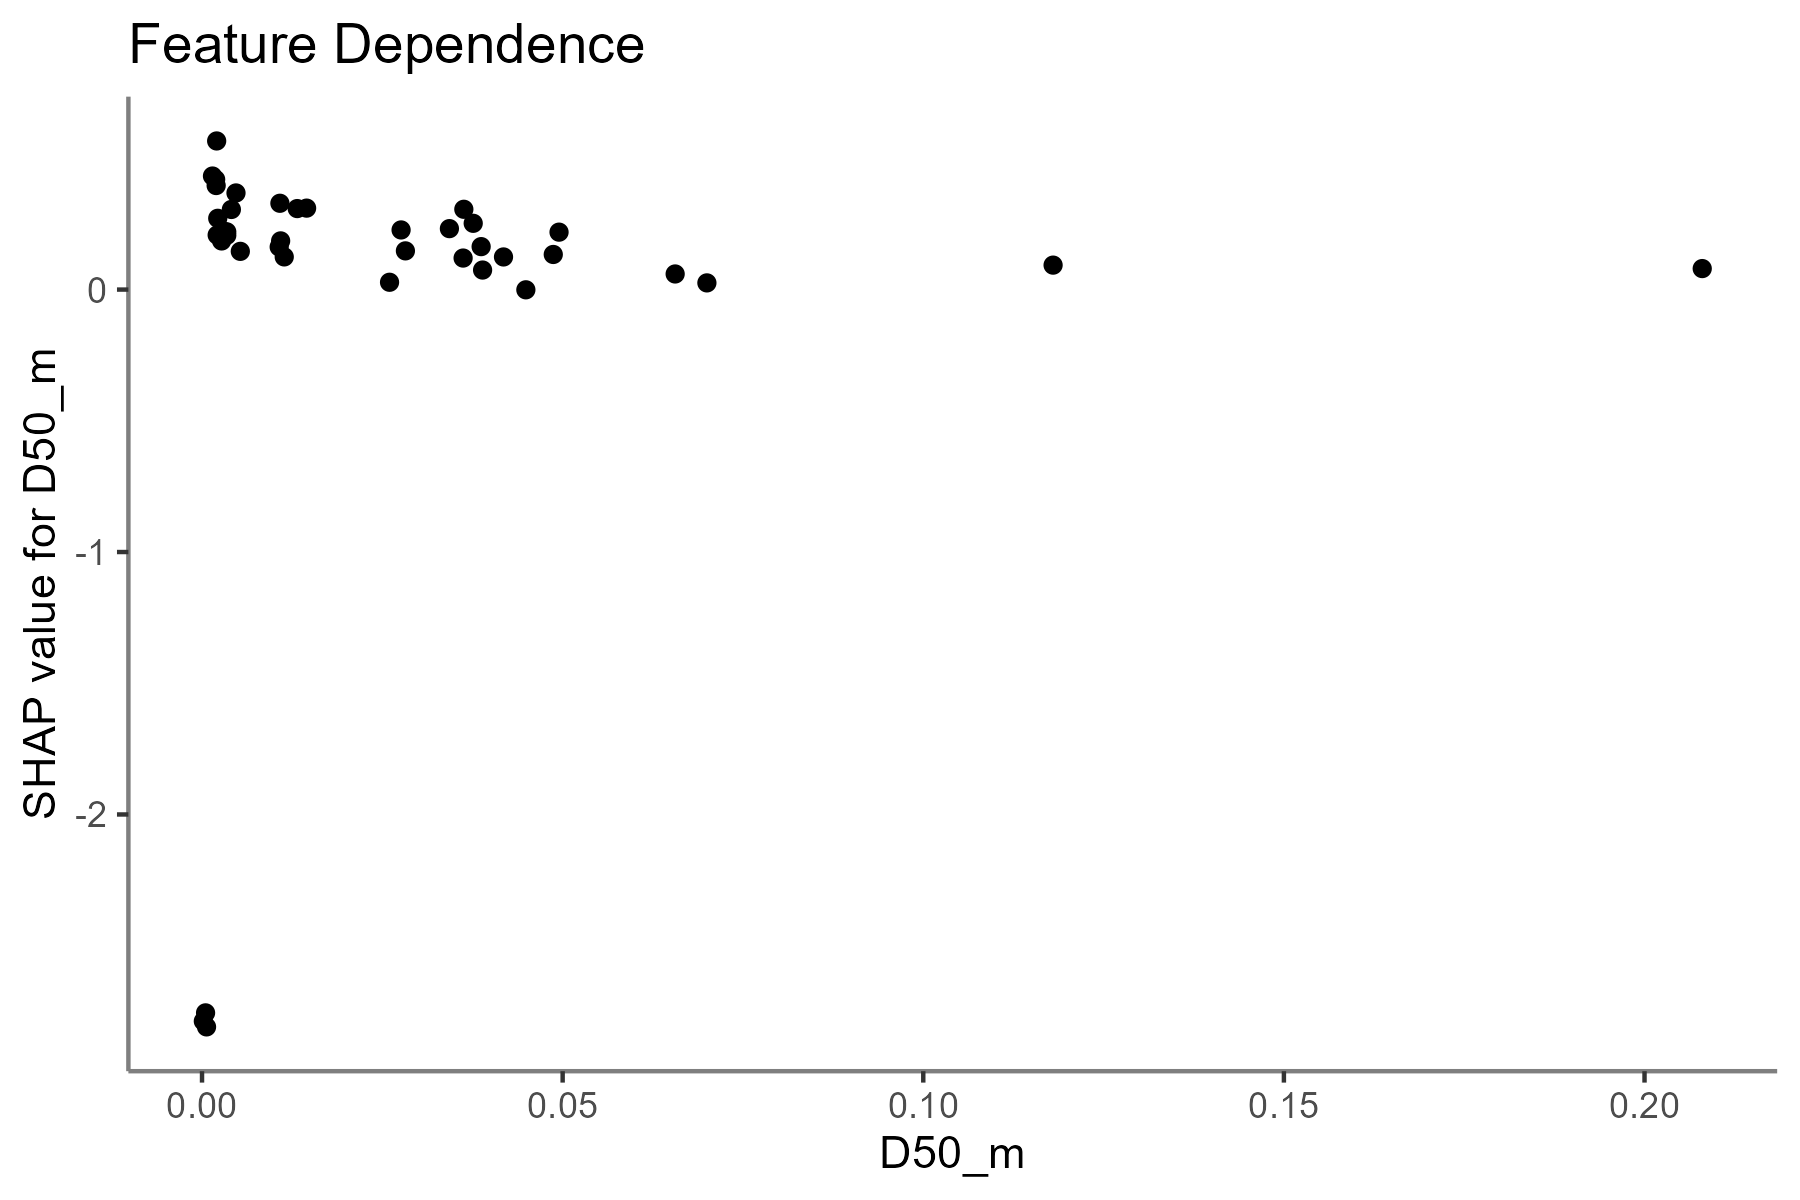 Feature Dependence
SHAP value for D50_m
0
-1
-2
0.00 0.05 0.10 0.15 0.20
D50_m